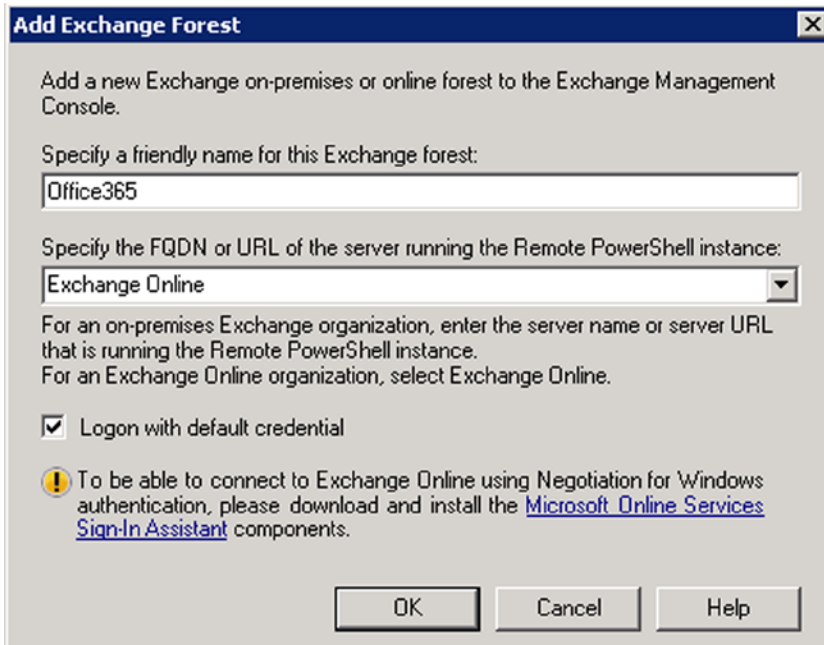 Add Exchange Forest
Add a new Exchange on-premises or online forest to the Exchange Management
Console.
Specify a friendly name for this Exchange forest:
Office365
Specify the FQDN or URL of the server running the Remote PowerShell instance:
Exchange Online
For an on-premises Exchange organization, enter the server name or server URL
that is running the Remote PowerShell instance.
For an Exchange Online organization, select Exchange Online.
Logon with default credential
To be able to connect to Exchange Online using Negotiation for Windows
authentication, please download and install the Microsoft Online Services
Sign-In Assistant components.
OK Cancel Help